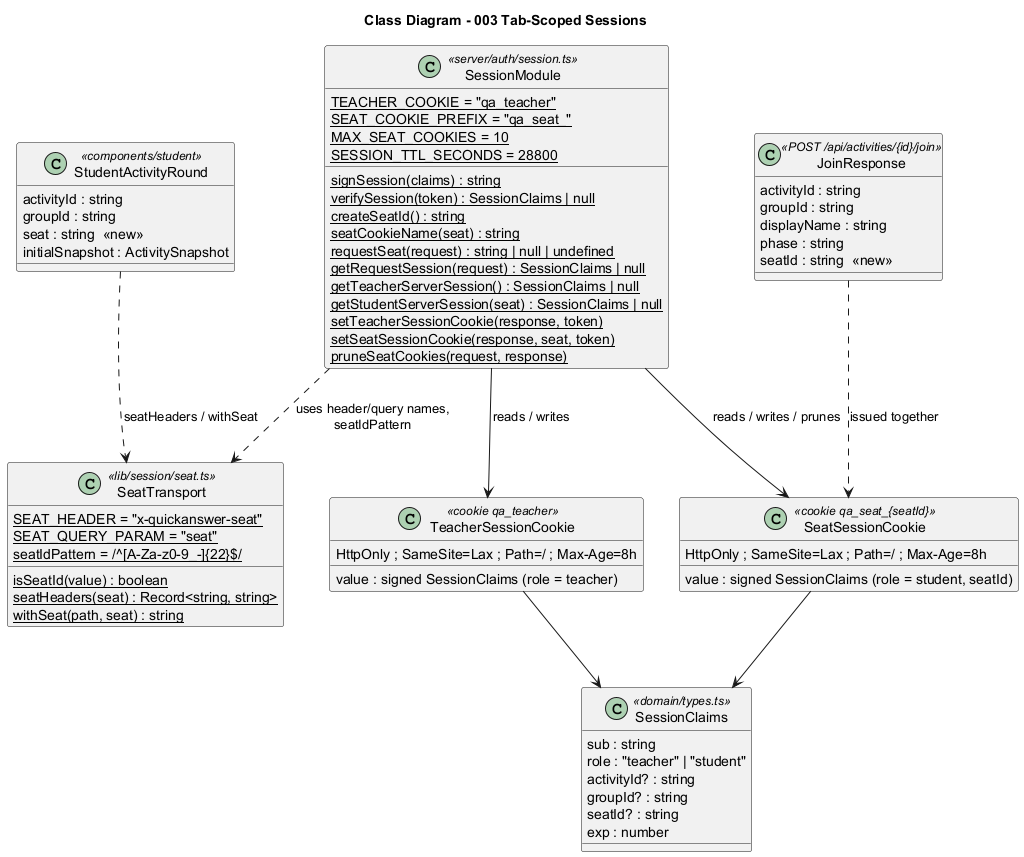 Class Diagram - 003 Tab-Scoped Sessions
C
«server/auth/session.ts»
SessionModule
TEACHER_COOKIE = "qa_teacher"
SEAT_COOKIE_PREFIX = "qa_seat_"
MAX_SEAT_COOKIES = 10
SESSION_TTL_SECONDS = 28800
signSession(claims) : string
verifySession(token) : SessionClaims | null
createSeatId() : string
seatCookieName(seat) : string
requestSeat(request) : string | null | undefined
getRequestSession(request) : SessionClaims | null
getTeacherServerSession() : SessionClaims | null
getStudentServerSession(seat) : SessionClaims | null
setTeacherSessionCookie(response, token)
setSeatSessionCookie(response, seat, token)
pruneSeatCookies(request, response)
C
«components/student»
StudentActivityRound
activityId : string
groupId : string
seat : string «new»
initialSnapshot : ActivitySnapshot
C
«POST /api/activities/{id}/join»
JoinResponse
activityId : string
groupId : string
displayName : string
phase : string
seatId : string «new»
seatHeaders / withSeat
uses header/query names,
seatIdPattern
reads / writes
reads / writes / prunes
issued together
C
«lib/session/seat.ts»
SeatTransport
SEAT_HEADER = "x-quickanswer-seat"
SEAT_QUERY_PARAM = "seat"
seatIdPattern = /^[A-Za-z0-9_-]{22}$/
isSeatId(value) : boolean
seatHeaders(seat) : Record<string, string>
withSeat(path, seat) : string
C
«cookie qa_teacher»
TeacherSessionCookie
HttpOnly ; SameSite=Lax ; Path=/ ; Max-Age=8h
value : signed SessionClaims (role = teacher)
C
«cookie qa_seat_{seatId}»
SeatSessionCookie
HttpOnly ; SameSite=Lax ; Path=/ ; Max-Age=8h
value : signed SessionClaims (role = student, seatId)
C
«domain/types.ts»
SessionClaims
sub : string
role : "teacher" | "student"
activityId? : string
groupId? : string
seatId? : string
exp : number